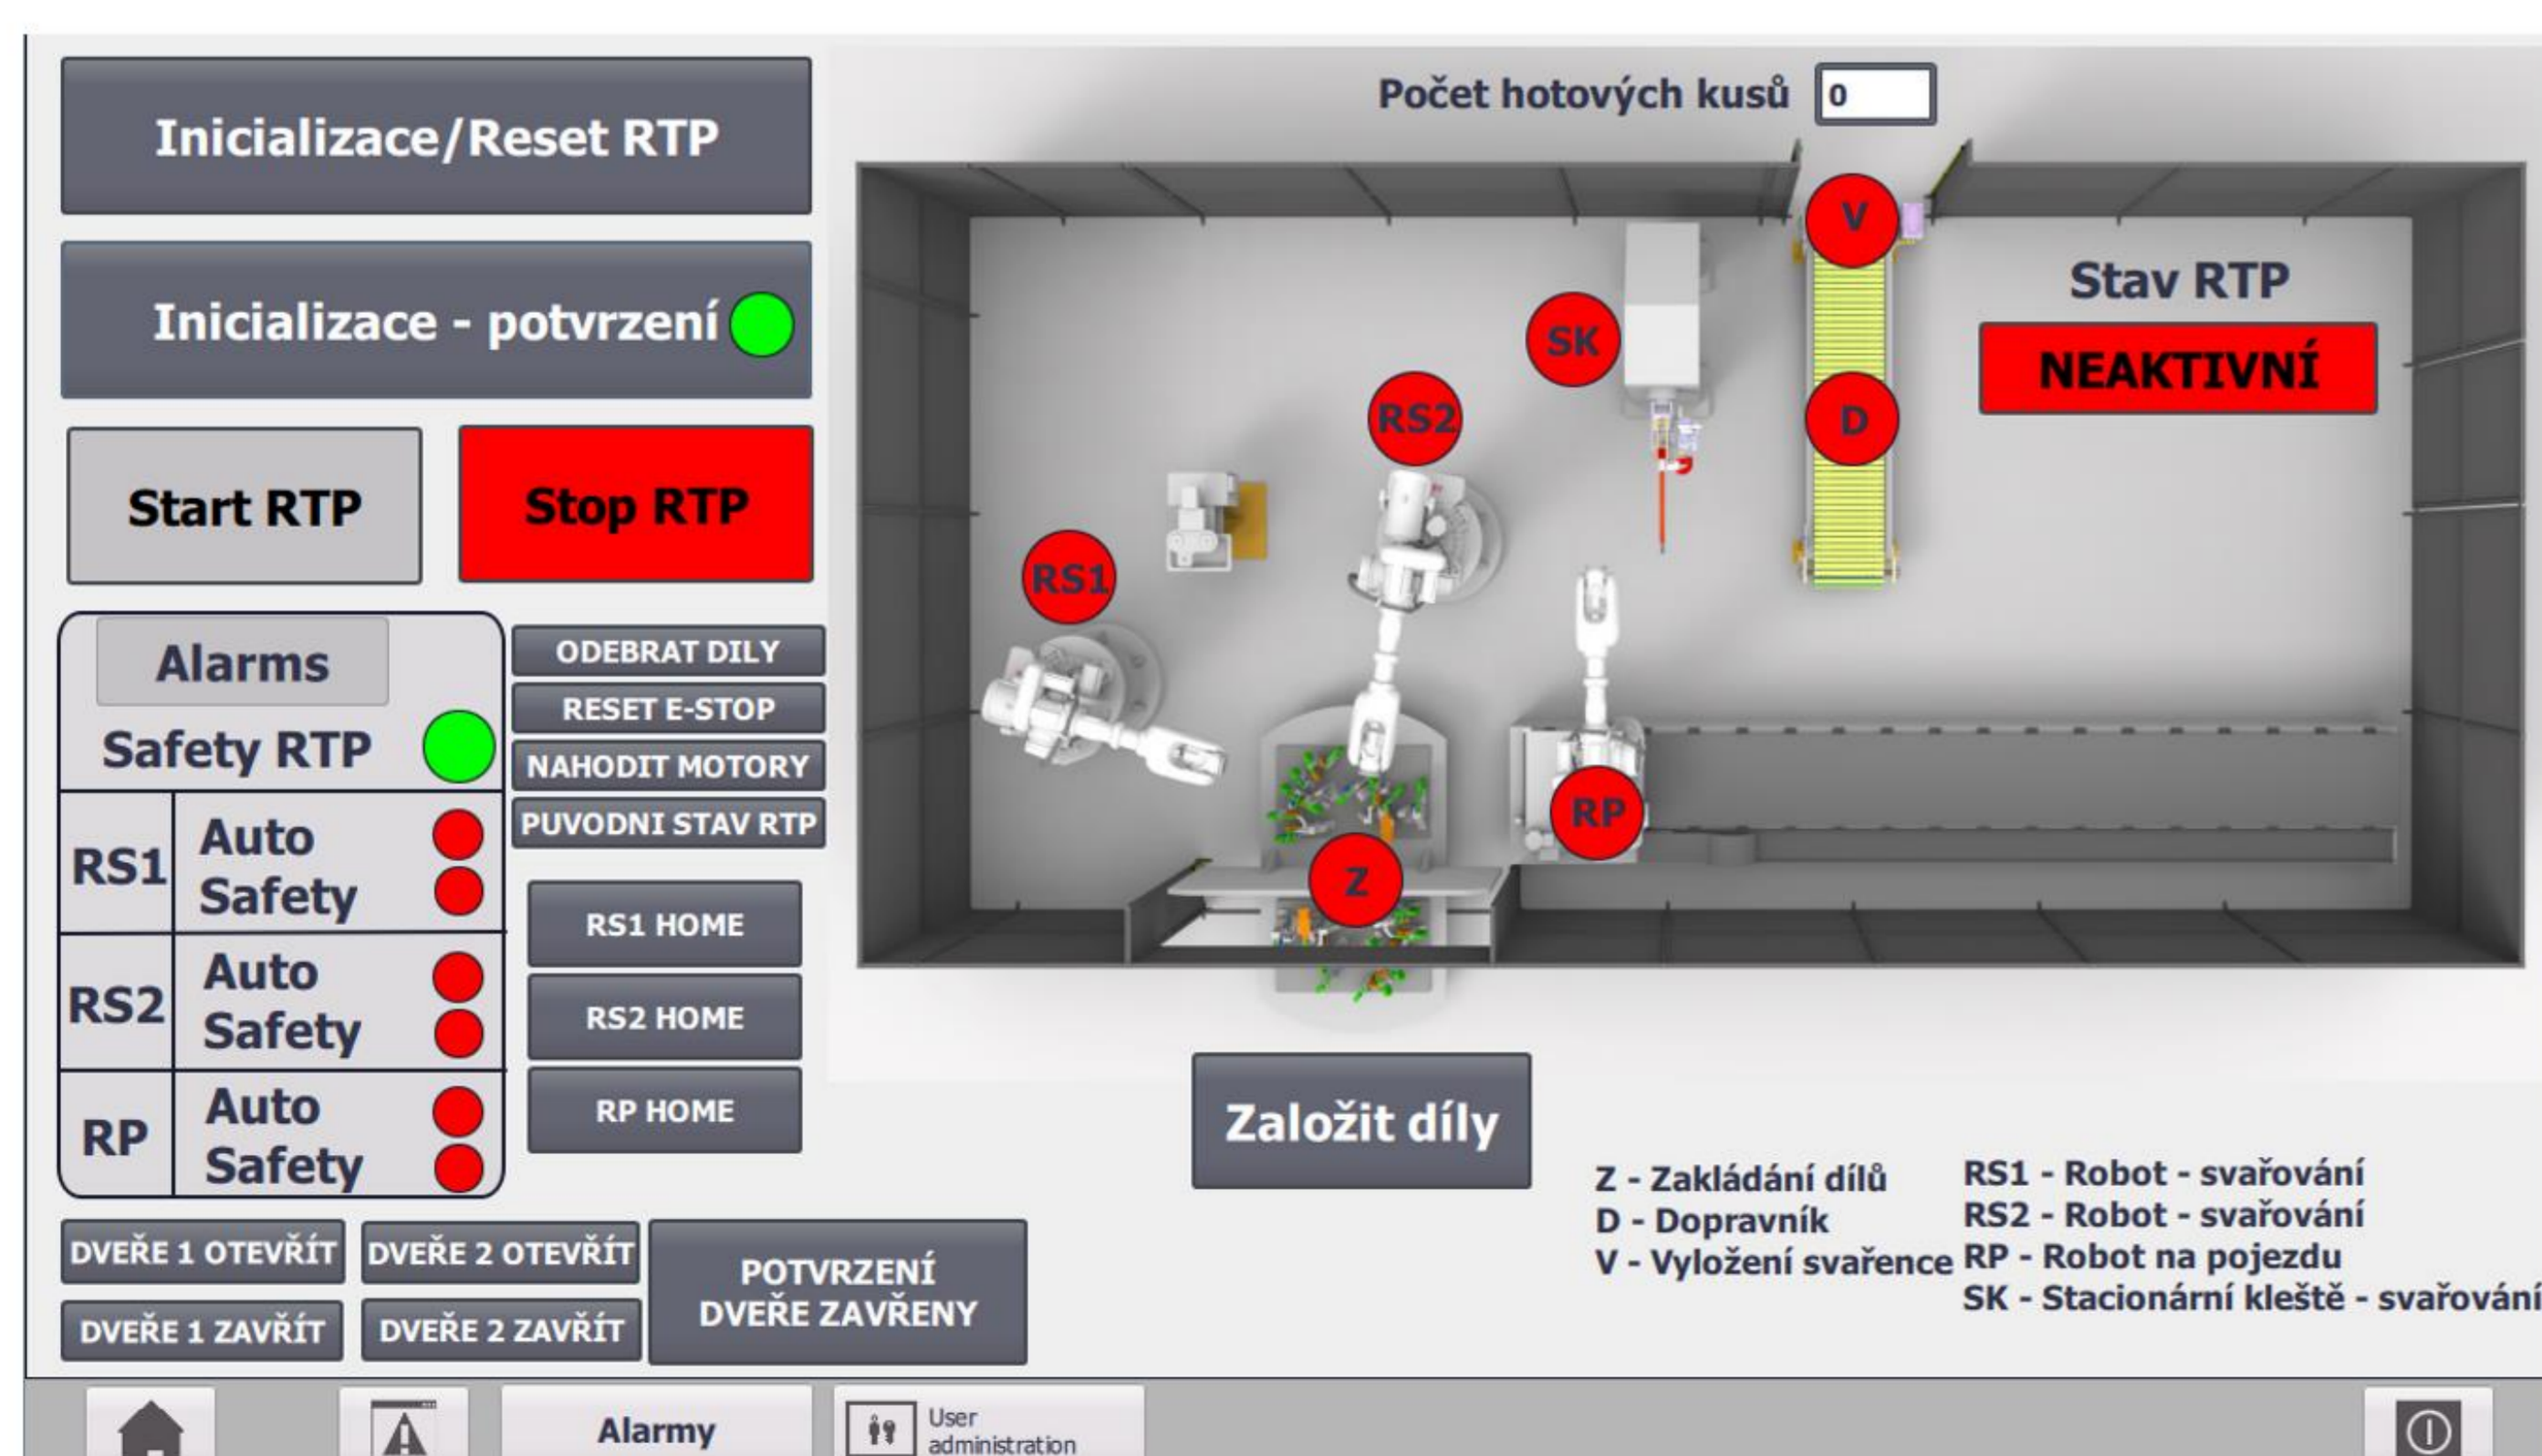 Inicializace/Reset RTP
Inicializace - potvrzení
Start RTP
Stop RTP
Alarms
Safety RTP
RS1
Auto
Safety
RS2
Auto
Safety
RP
Auto
Safety
ODEBRAT DILY
RESET E-STOP
NAHODIT MOTORY
PUVODNI STAV RTP
RS1 HOME
RS2 HOME
RP HOME
DVEŘE 1 OTEVŘÍT
DVEŘE 2 OTEVŘÍT
DVEŘE 1 ZAVŘÍT
DVEŘE 2 ZAVŘÍT
POTVRZENÍ
DVEŘE ZAVŘENY
Počet hotových kusů
0
V
SK
Stav RTP
NEAKTIVNÍ
RS2
D
RS1
RP
Z
Založit díly
Z - Zakládání dílů
D - Dopravník
V - Vyložení svařence
RS1 - Robot - svařování
RS2 - Robot - svařování
RP - Robot na pojezdu
SK - Stacionární kleště - svařování
Alarmy
User
administration